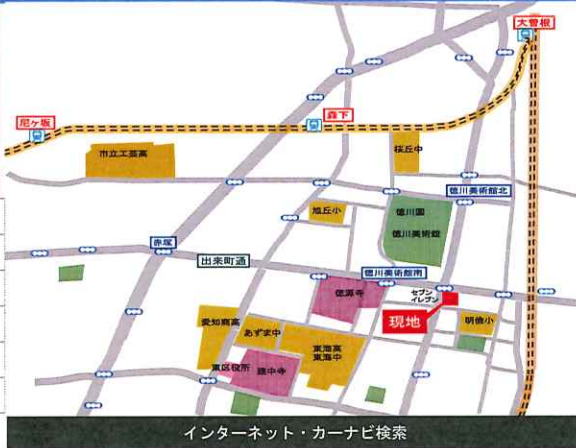 大曽根
尼ヶ坂
森下
市立工芸高
桜丘中
徳川美術館北
旭丘小
徳川園
徳川美術館
赤塚
出来町通
徳川美術館南
徳源寺
セブン
イレブン
現地
愛知商高
あずま中
明倫小
東海高
東海中
東区役所
建中寺
インターネット・カーナビ検索